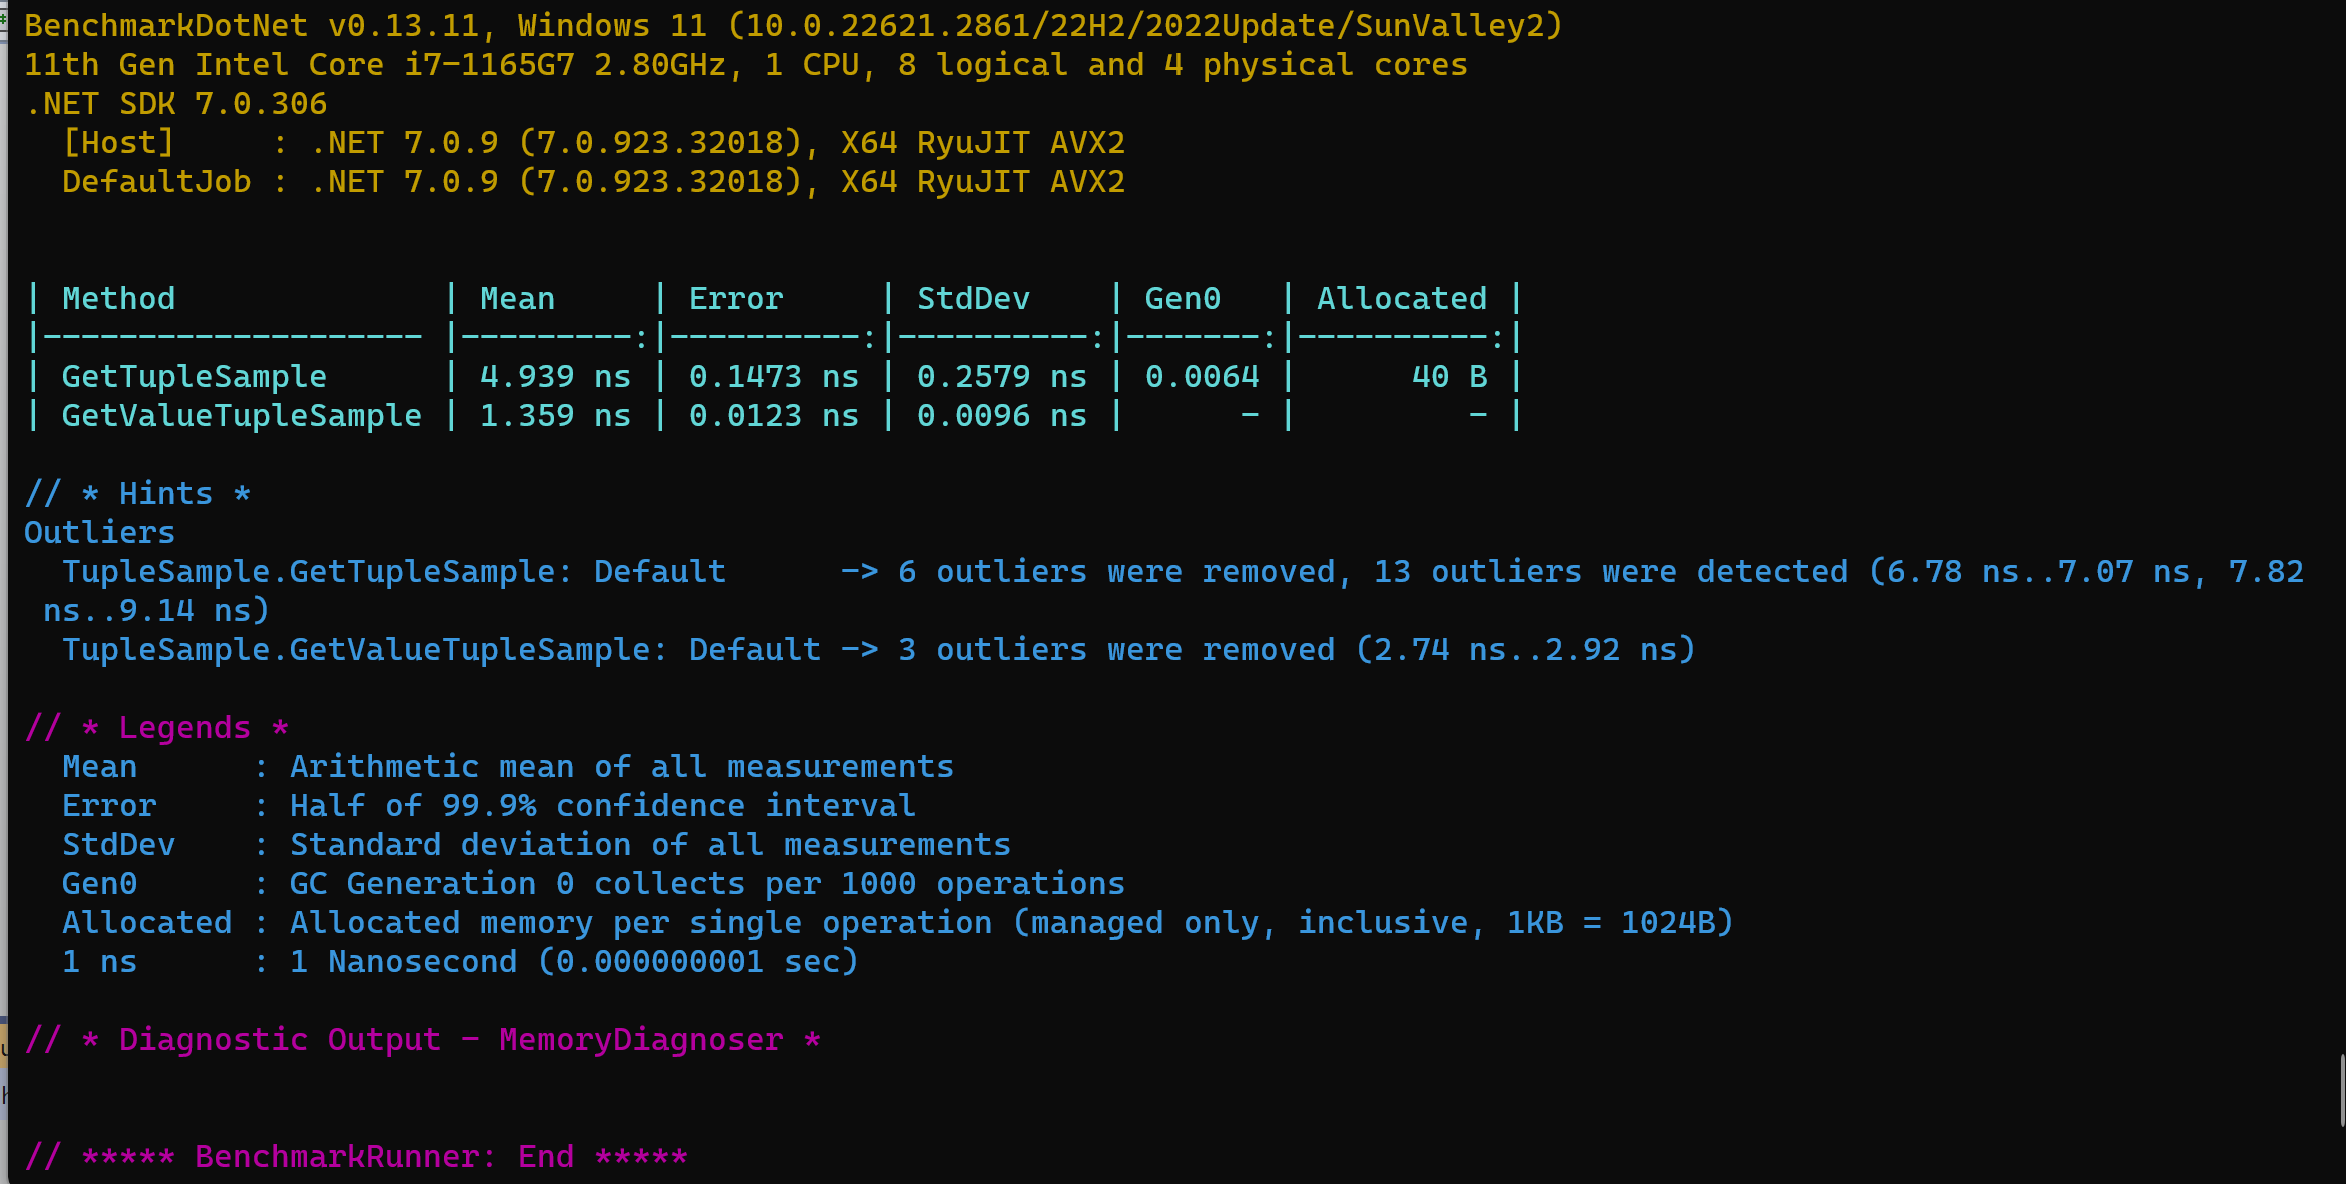 BenchmarkDotNet v0.13.11, Windows 11 (10.0.22621.2861/22H2/2022Update/SunValley2)
11th Gen Intel Core i7-1165G7 2.80GHz, 1 CPU, 8 logical and 4 physical cores
.NET SDK 7.0.306
  [Host]     : .NET 7.0.9 (7.0.923.32018), X64 RyuJIT AVX2
  DefaultJob : .NET 7.0.9 (7.0.923.32018), X64 RyuJIT AVX2
| Method              | Mean     | Error     | StdDev    | Gen0   | Allocated |
|-------------------- |---------:|----------:|----------:|-------:|----------:|
| GetTupleSample      | 4.939 ns | 0.1473 ns | 0.2579 ns | 0.0064 |      40 B |
| GetValueTupleSample | 1.359 ns | 0.0123 ns | 0.0096 ns |      - |         - |
// * Hints *
Outliers
  TupleSample.GetTupleSample: Default      -> 6 outliers were removed, 13 outliers were detected (6.78 ns..7.07 ns, 7.82
 ns..9.14 ns)
  TupleSample.GetValueTupleSample: Default -> 3 outliers were removed (2.74 ns..2.92 ns)
// * Legends *
  Mean      : Arithmetic mean of all measurements
  Error     : Half of 99.9% confidence interval
  StdDev    : Standard deviation of all measurements
  Gen0      : GC Generation 0 collects per 1000 operations
  Allocated : Allocated memory per single operation (managed only, inclusive, 1KB = 1024B)
  1 ns      : 1 Nanosecond (0.000000001 sec)
// * Diagnostic Output - MemoryDiagnoser *
// ***** BenchmarkRunner: End *****